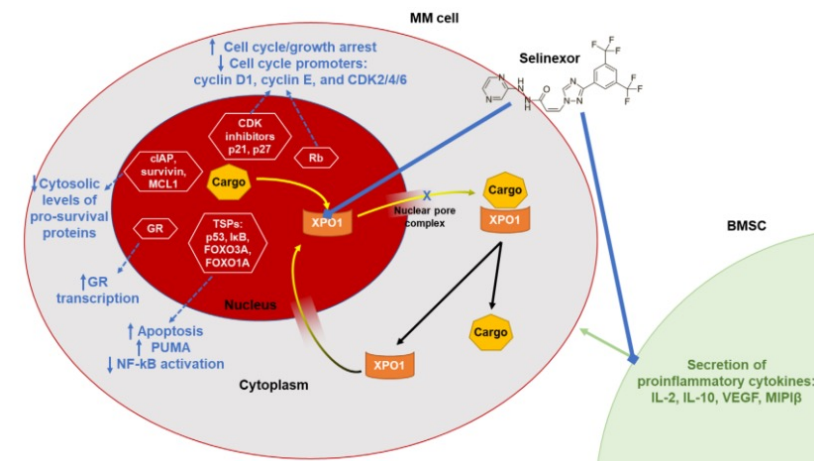 MM cell
↑ Cell cycle/growth arrest
↓ Cell cycle promoters:
cyclin D1, cyclin E, and CDK2/4/6
Selinexor
N
N
H
N
N
H
O
N
N
N
F
F
F
F
F
F
CDK
inhibitors
p21, p27
Rb
cIAP,
survivin,
MCL1
Cargo
↓Cytosolic
levels of
pro-survival
proteins
GR
TSPs:
p53, IκB,
FOXO3A,
FOXO1A
XPO1
X
Nuclear pore
complex
Cargo
XPO1
BMSC
↑GR
transcription
Nucleus
↑ Apoptosis
↑ PUMA
↓ NF-kB activation
Cargo
XPO1
Cytoplasm
Secretion of
proinflammatory cytokines:
IL-2, IL-10, VEGF, MIPIβ